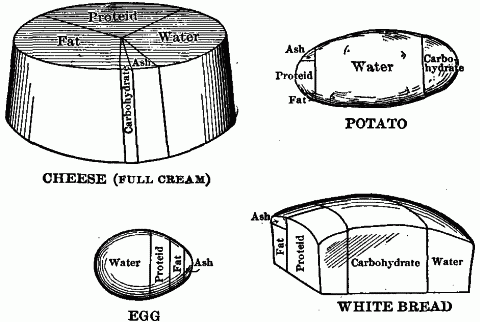 Proteid
Fat
Water
Ash
Carbohydrate
CHEESE (FULL CREAM)
Ash
Proteid
Fat
Water
Carbo-
hydrate
POTATO
Water
Proteid
Fat
Ash
EGG
Ash
Fat
Proteid
Carbohydrate
Water
WHITE BREAD